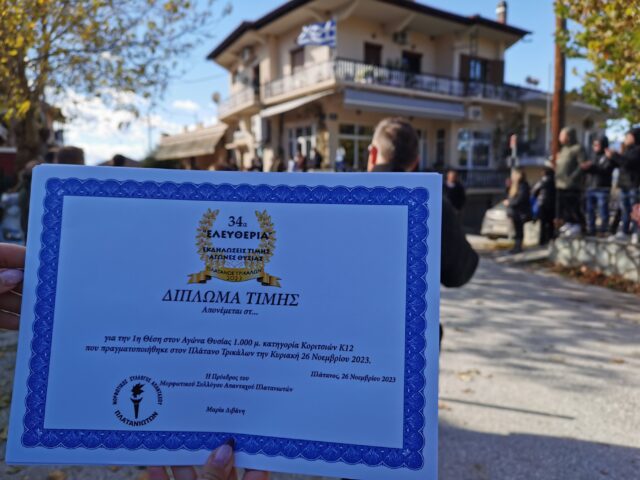 34α
"ΕΛΕΥΘΕΡΙΑ"
ΕΚΔΗΛΩΣΕΙΣ ΤΙΜΗΣ
ΑΓΩΝΕΣ ΘΥΣΙΑΣ
ΠΛΑΤΑΝΟΣ ΤΡΙΚΑΛΩΝ
2023
ΔΙΠΛΩΜΑ ΤΙΜΗΣ
Απονέμεται στ...
για την 1η Θέση στον Αγώνα Θυσίας 1.000 μ. κατηγορία Κοριτσιών Κ12
που πραγματοποιήθηκε στον Πλάτανο Τρικάλων την Κυριακή 26 Νοεμβρίου 2023.
Πλάτανος, 26 Νοεμβρίου 2023
Η Πρόεδρος του
Μορφωτικού Συλλόγου Απανταχού Πλατανιωτών
Μαρία Λιβάνη
ΜΟΡΦΩΤΙΚΟΣ ΣΥΛΛΟΓΟΣ ΑΠΑΝΤΑΧΟΥ
ΠΛΑΤΑΝΙΩΤΩΝ